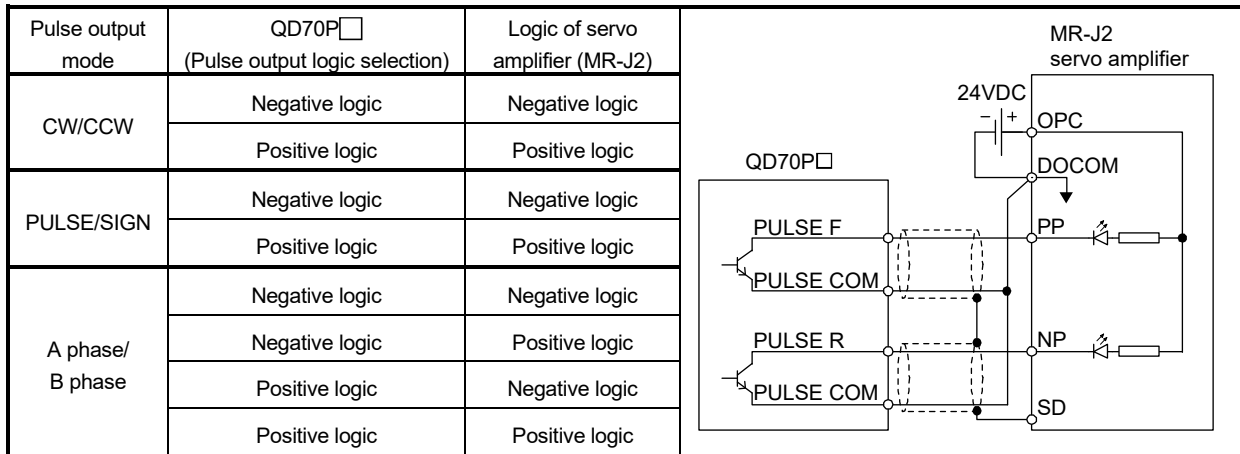 Pulse output
mode
QD70P□
(Pulse output logic selection)
Logic of servo
amplifier (MR-J2)
CW/CCW
Negative logic
Negative logic
Positive logic
Positive logic
PULSE/SIGN
Negative logic
Negative logic
Positive logic
Positive logic
A phase/
B phase
Negative logic
Negative logic
Negative logic
Positive logic
Positive logic
Negative logic
Positive logic
Positive logic
MR-J2
servo amplifier
24VDC
− +
OPC
DOCOM
QD70P□
PULSE F
PP
PULSE COM
PULSE R
NP
PULSE COM
SD